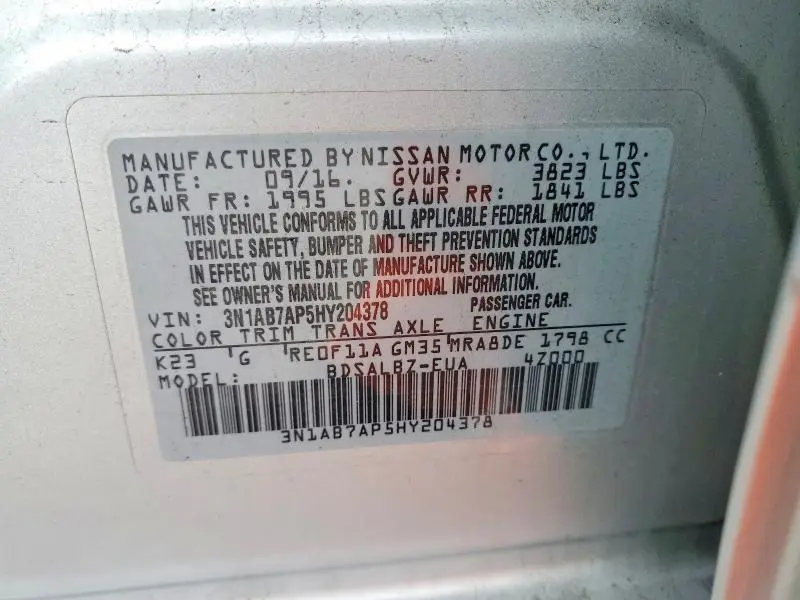 MANUFACTURED BY NISSAN MOTOR CO., LTD.
DATE: 09/16. GVWR: 3823 LBS
GAWR FR: 1995 LBS GAWR RR: 1841 LBS
THIS VEHICLE CONFORMS TO ALL APPLICABLE FEDERAL MOTOR
VEHICLE SAFETY, BUMPER AND THEFT PREVENTION STANDARDS
IN EFFECT ON THE DATE OF MANUFACTURE SHOWN ABOVE.
SEE OWNER'S MANUAL FOR ADDITIONAL INFORMATION.
VIN: 3N1AB7AP5HY204378 PASSENGER CAR.
COLOR TRIM TRANS AXLE ENGINE
K23 'G RE0F11A GM35 MRA8DE 1798 CC
MODEL: BDSALBZ-EUA 4Z000
3N1AB7AP5HY204378